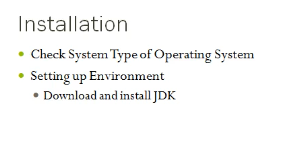 Installation
• Check System Type of Operating System
• Setting up Environment
• Download and install JDK